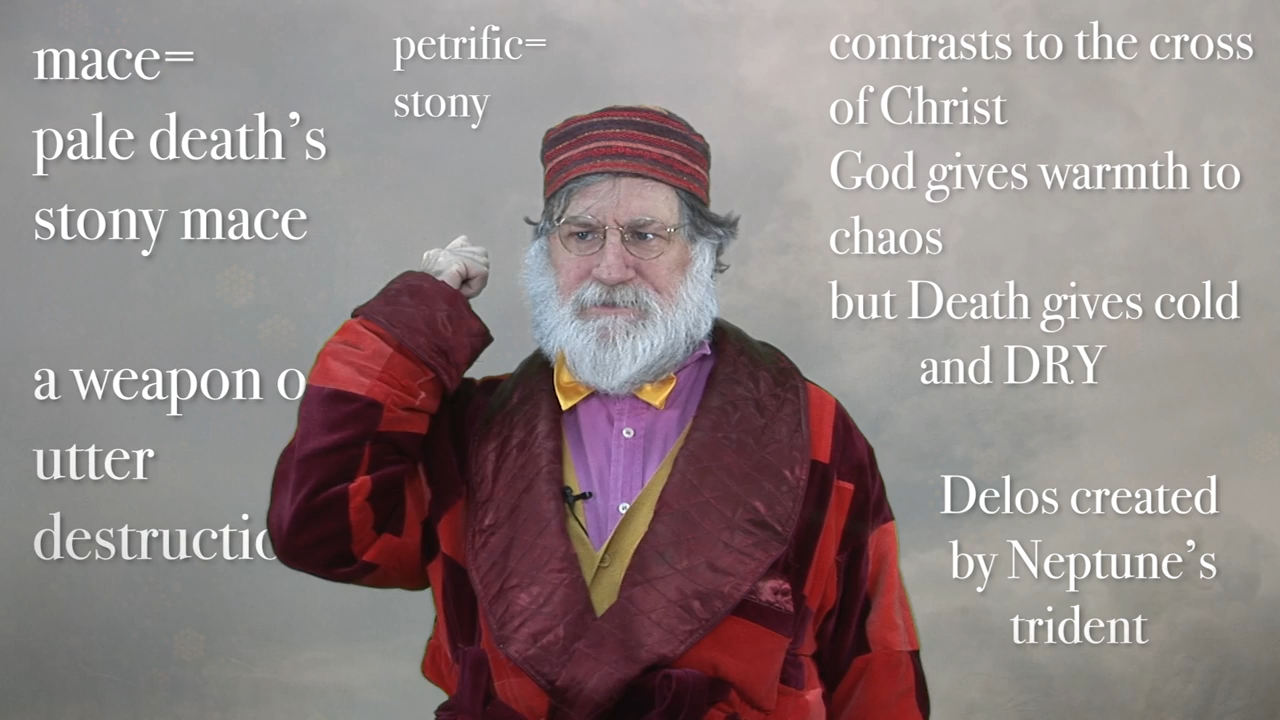 mace=
pale death’s
stony mace
a weapon o
utter
destructio
petrific=
stony
contrasts to the cross
of Christ
God gives warmth to
chaos
but Death gives cold
and DRY
Delos created
by Neptune’s
trident